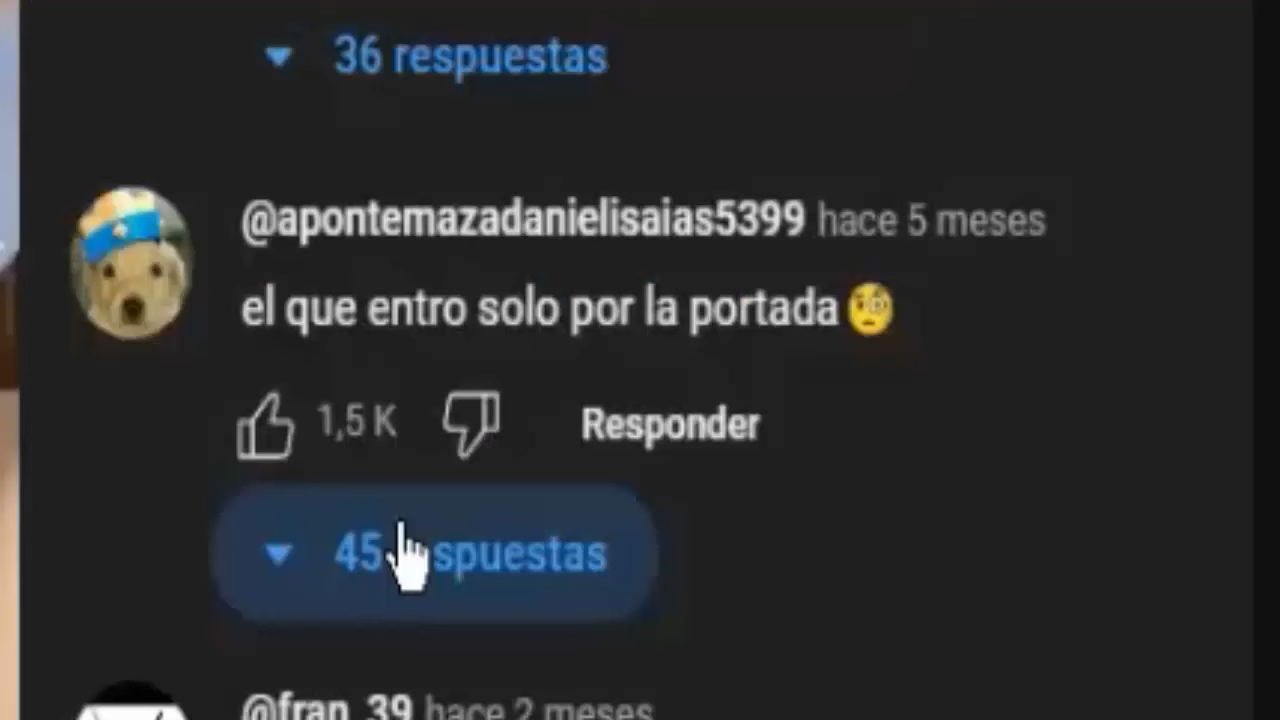 36 respuestas
@apontemazadanielisaias5399 hace 5 meses
el que entro solo por la portada
1,5 K Responder
45 respuestas
@fran_39 hace 2 meses